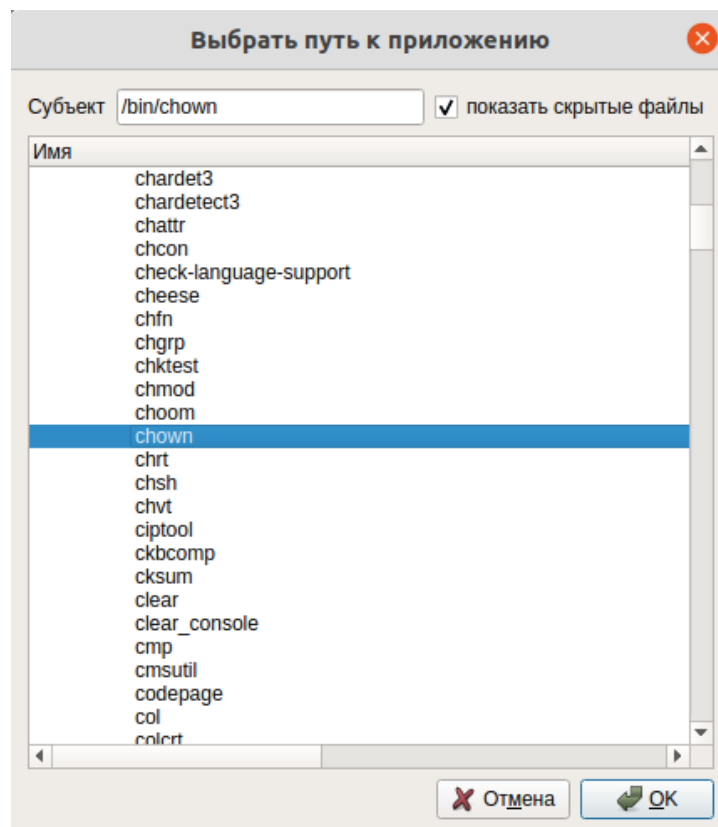 Выбрать путь к приложению
Субъект /bin/chown показать скрытые файлы
Имя
chardet3
chardetect3
chattr
chcon
check-language-support
cheese
chfn
chgrp
chktest
chmod
choom
chown
chrt
chsh
chvt
ciptool
ckbcomp
cksum
clear
clear_console
cmp
cmsutil
codepage
col
colcrt
Отмена OK